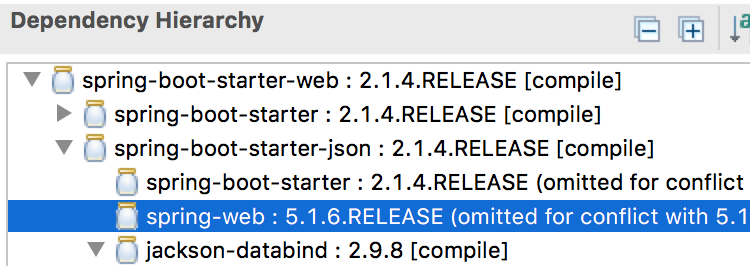 Dependency Hierarchy
spring-boot-starter-web : 2.1.4.RELEASE [compile]
spring-boot-starter : 2.1.4.RELEASE [compile]
spring-boot-starter-json : 2.1.4.RELEASE [compile]
spring-boot-starter : 2.1.4.RELEASE (omitted for conflict
spring-web : 5.1.6.RELEASE (omitted for conflict with 5.1
jackson-databind : 2.9.8 [compile]